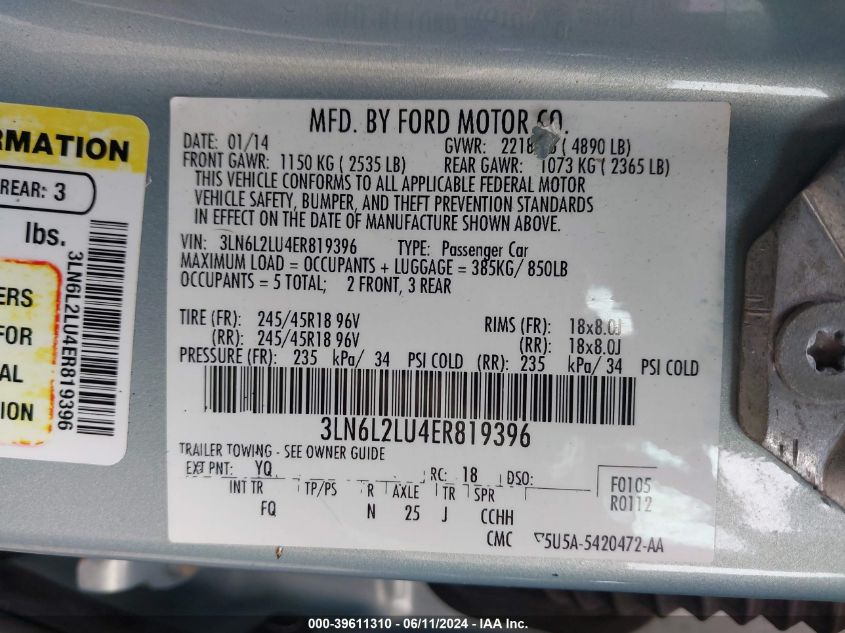 MFD. BY FORD MOTOR CO.
DATE: 01/14 GVWR: ( 4890 LB)
FRONT GAWR: 1150 KG ( 2535 LB) REAR GAWR: 1073 KG ( 2365 LB)
THIS VEHICLE CONFORMS TO ALL APPLICABLE FEDERAL MOTOR
VEHICLE SAFETY, BUMPER, AND THEFT PREVENTION STANDARDS
IN EFFECT ON THE DATE OF MANUFACTURE SHOWN ABOVE.
VIN: 3LN6L2LU4ER819396 TYPE: Passenger Car
MAXIMUM LOAD = OCCUPANTS + LUGGAGE = 385KG/ 850LB
OCCUPANTS = 5 TOTAL; 2 FRONT, 3 REAR
TIRE (FR): 245/45R18 96V RIMS (FR): 18x8.0J
(RR): 245/45R18 96V (RR): 18x8.0J
PRESSURE (FR): 235 kPa/ 34 PSI COLD (RR): 235 kPa/ 34 PSI COLD
3LN6L2LU4ER819396
TRAILER TOWING - SEE OWNER GUIDE
EXT PNT: YQ RC: 18 DSO: F0105
R0112
INT TR TP/PS R AXLE TR SPR
FQ N 25 J CCHH
CMC 5U5A-5420472-AA
RMATION
REAR: 3
lbs.
ERS
FOR
AL
ION
3LN6L2LU4ER819396
000-39611310 - 06/11/2024 - IAA Inc.